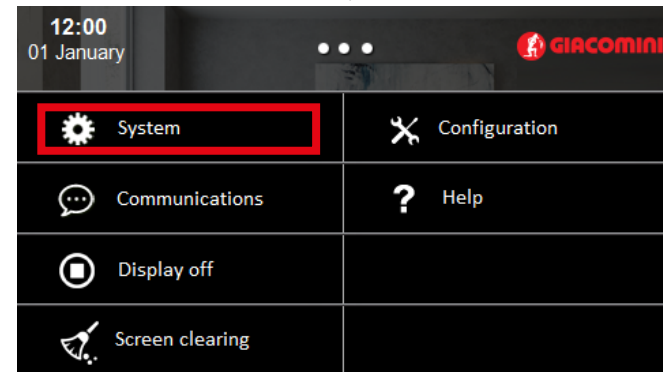 12:00
01 January
GIACOMINI
System
Configuration
Communications
? Help
Display off
Screen clearing